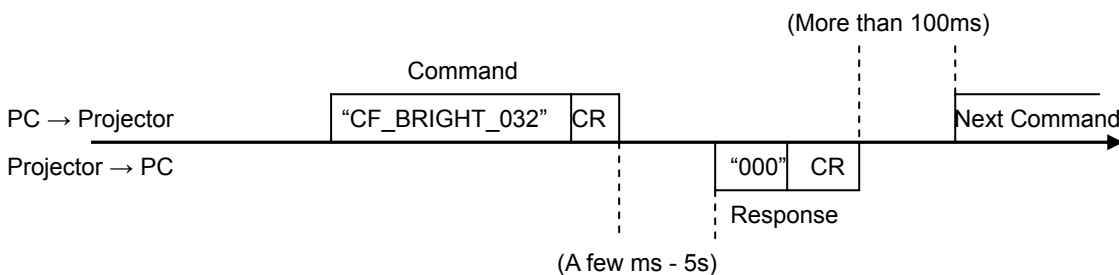 (More than 100ms)
Command
PC → Projector
“CF_BRIGHT_032”
CR
Next Command
Projector → PC
“000”
CR
Response
(A few ms - 5s)